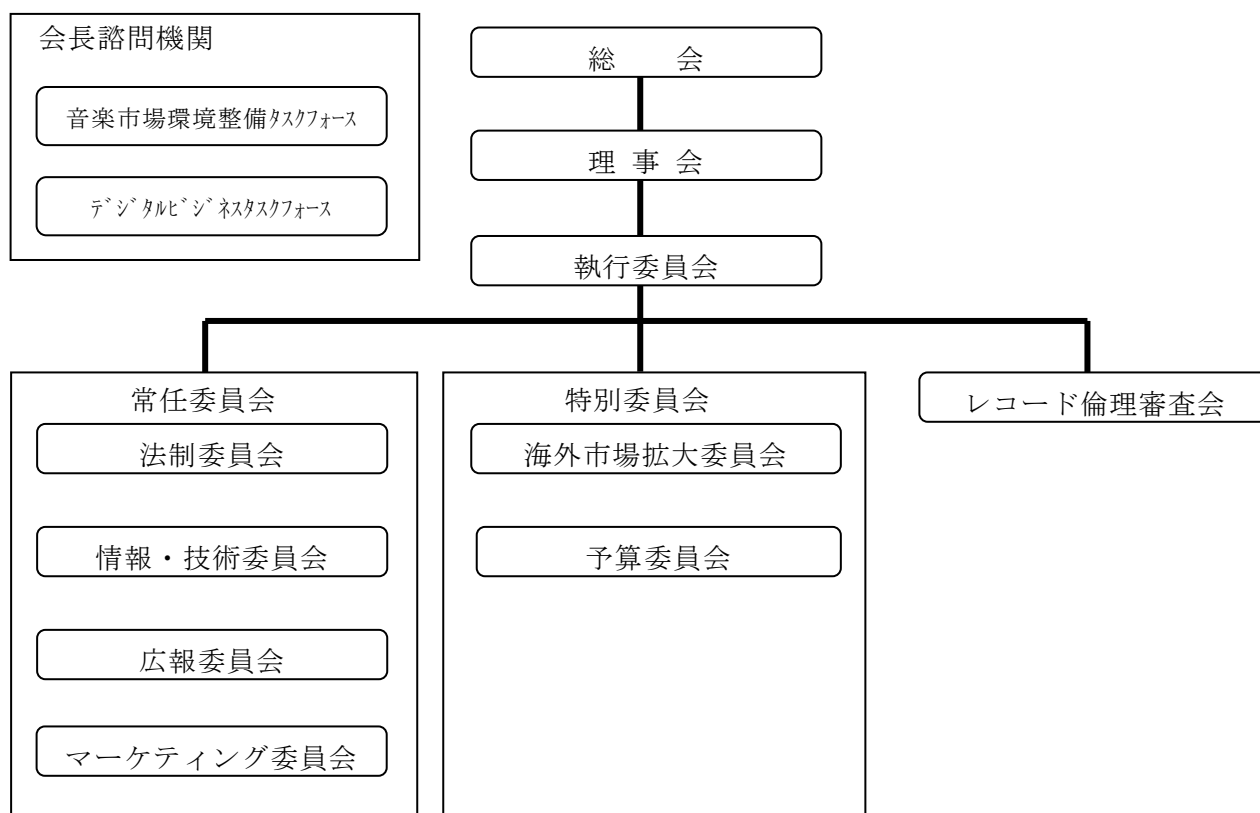 会長諮問機関
音楽市場環境整備ﾀｽｸﾌｫｰｽ
ﾃﾞｼﾞﾀﾙﾋﾞｼﾞﾈｽﾀｽｸﾌｫｰｽ
総　　会
理 事 会
執行委員会
常任委員会
法制委員会
情報・技術委員会
広報委員会
マーケティング委員会
特別委員会
海外市場拡大委員会
予算委員会
レコード倫理審査会